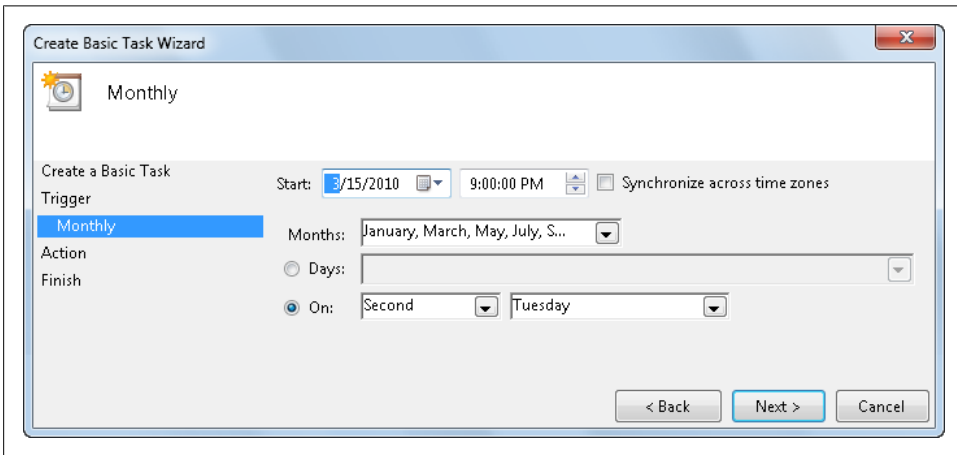 Create Basic Task Wizard
Monthly
Create a Basic Task
Trigger
Monthly
Action
Finish
Start: 3/15/2010 9:00:00 PM Synchronize across time zones
Months: January, March, May, July, S...
Days:
On: Second Tuesday
< Back Next > Cancel